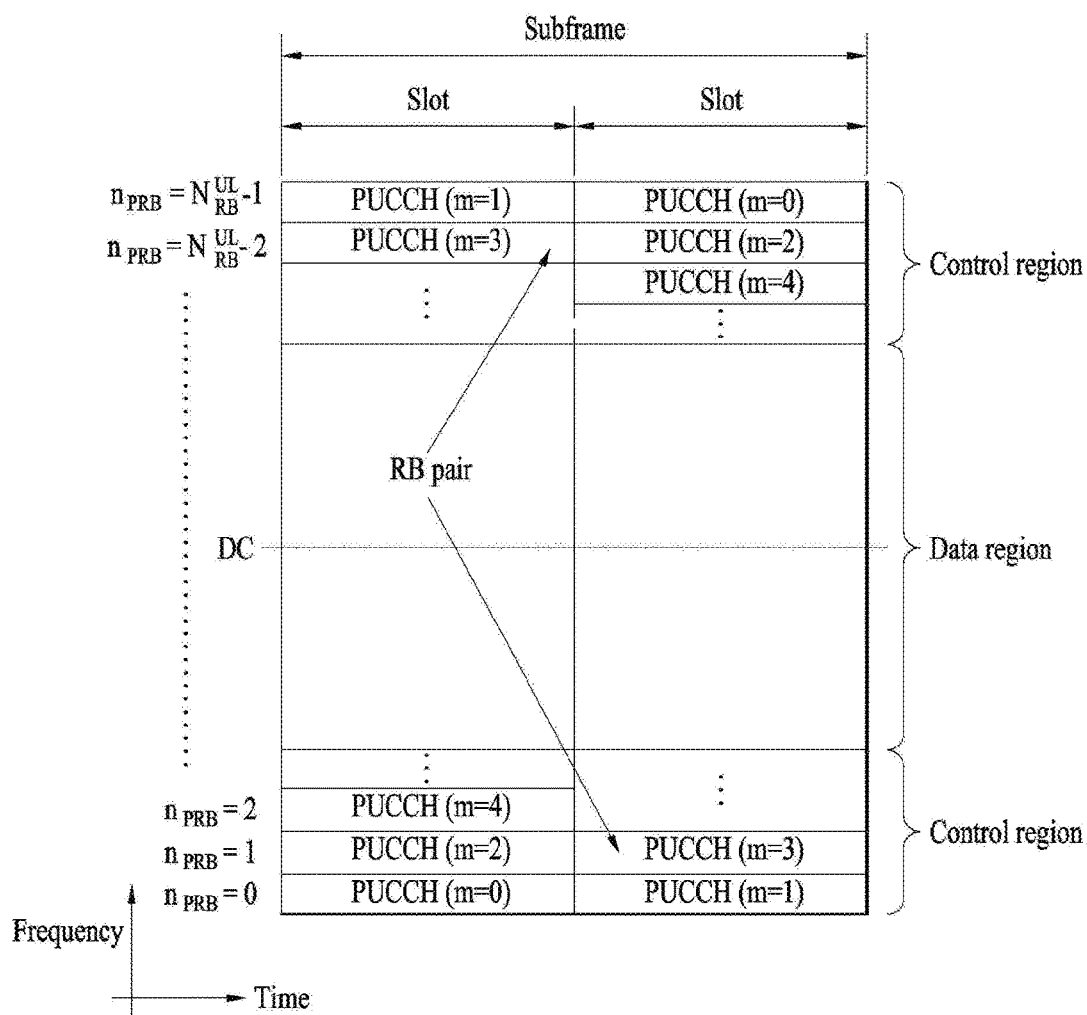 Subframe
Slot Slot
n PRB = N UL RB -1 PUCCH (m=1) PUCCH (m=0)
n PRB = N UL RB - 2 PUCCH (m=3) PUCCH (m=2)
PUCCH (m=4)
Control region
RB pair
DC
Data region
n PRB = 2 PUCCH (m=4)
n PRB = 1 PUCCH (m=2) PUCCH (m=3)
Control region
n PRB = 0 PUCCH (m=0) PUCCH (m=1)
Frequency
Time